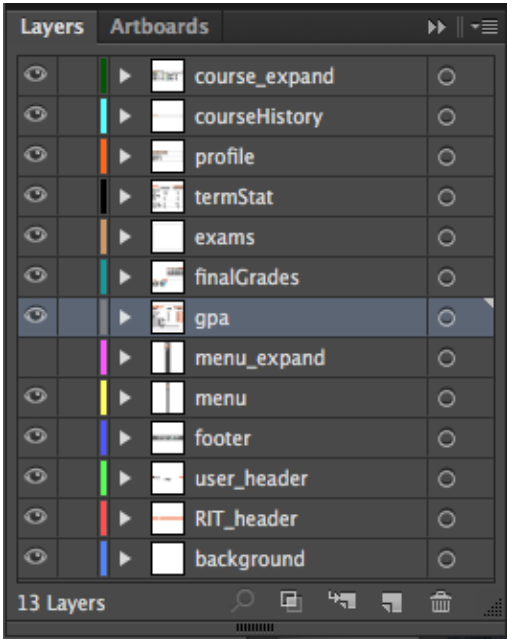 Layers Artboards
course_expand
courseHistory
profile
termStat
exams
finalGrades
gpa
menu_expand
menu
footer
user_header
RIT_header
background
13 Layers